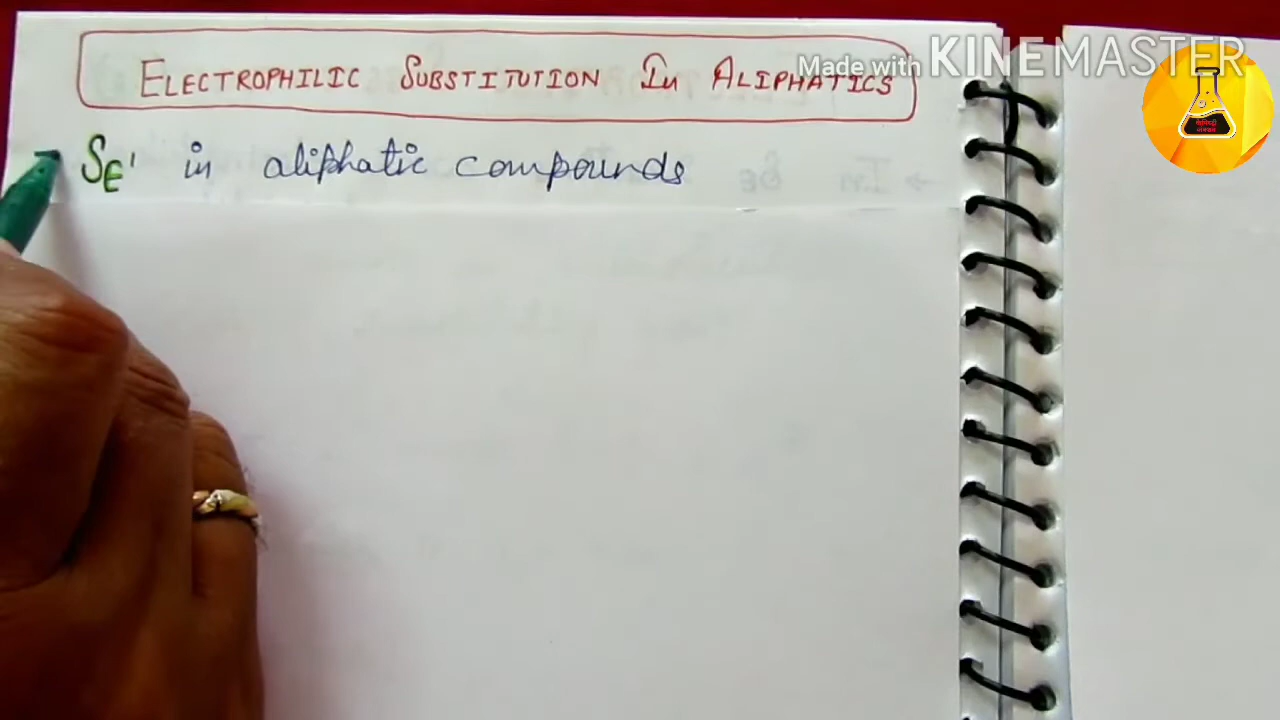 ELECTROPHILIC SUBSTITUTION In ALIPHATICS
Made with KINEMASTER
SE' in aliphatic compounds